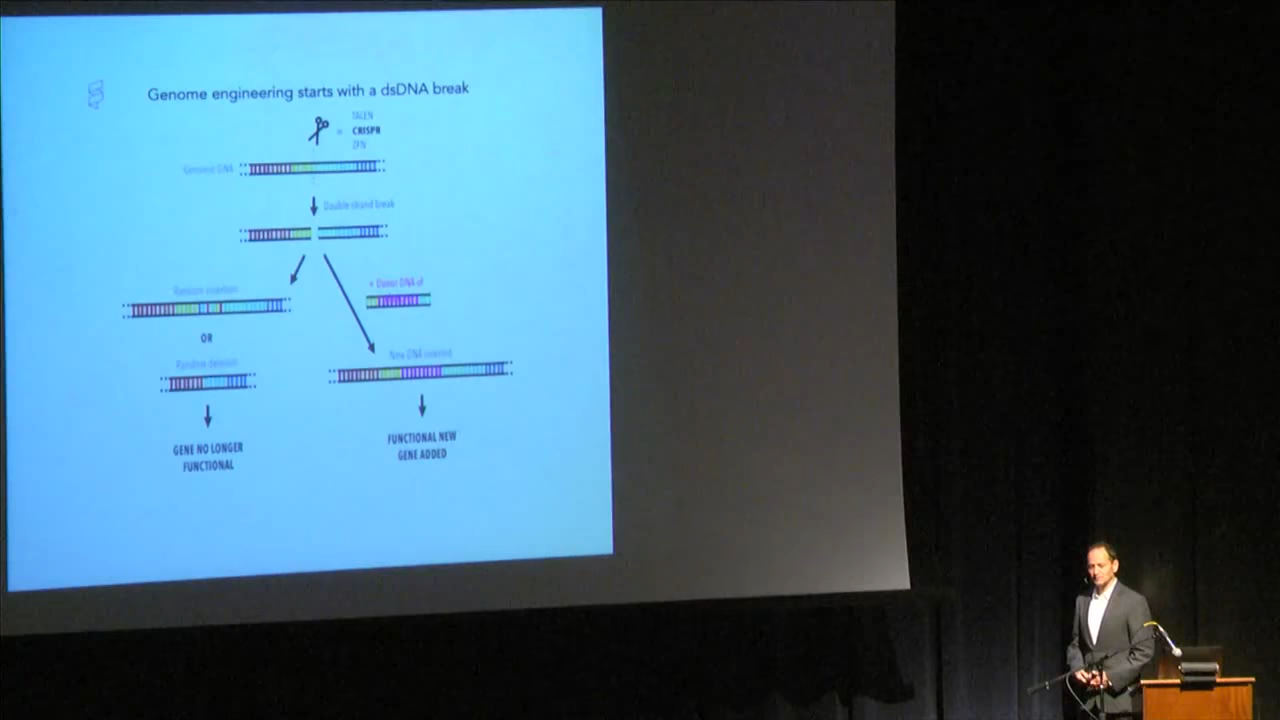 Genome engineering starts with a dsDNA break
TALEN
= CRISPR
ZFN
Genomic DNA
Double strand break
Random insertion
+ Donor DNA of
OR
New DNA inserted
Random deletion
GENE NO LONGER
FUNCTIONAL
FUNCTIONAL NEW
GENE ADDED